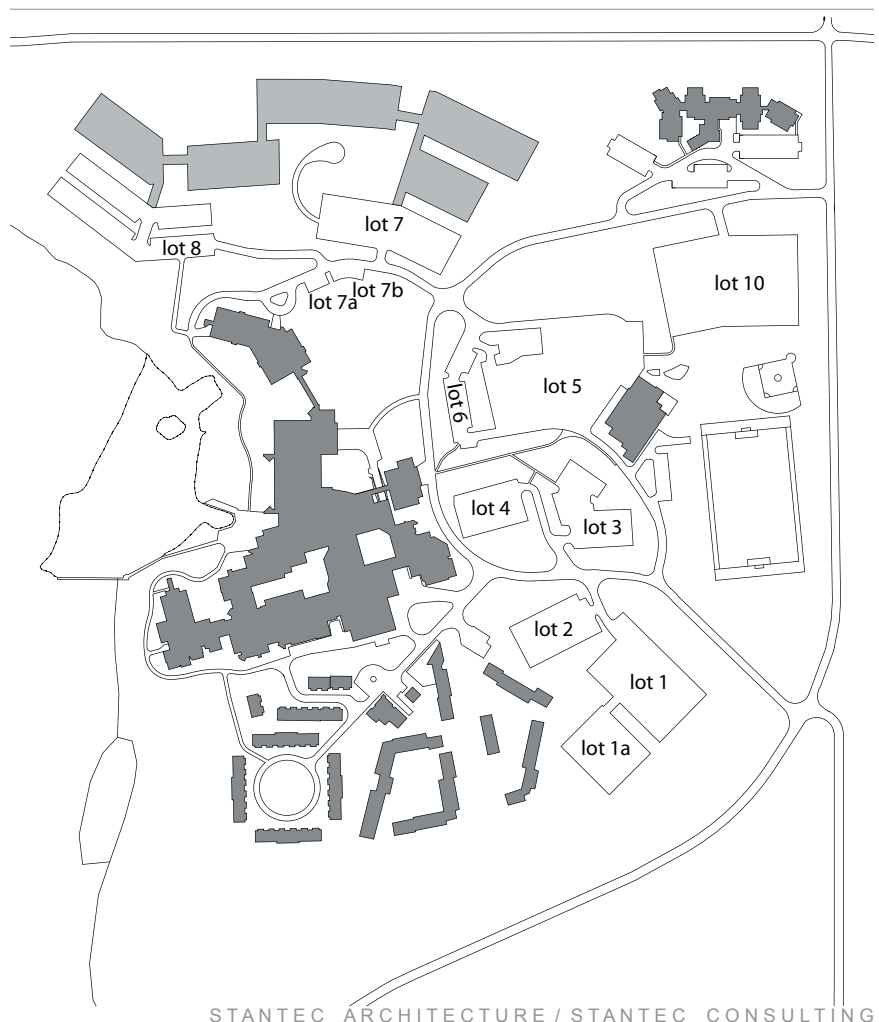 lot 7
lot 8
lot 7a
lot 7b
lot 10
lot 5
lot 6
lot 4
lot 3
lot 2
lot 1
lot 1a
STANTEC ARCHITECTURE / STANTEC CONSULTING